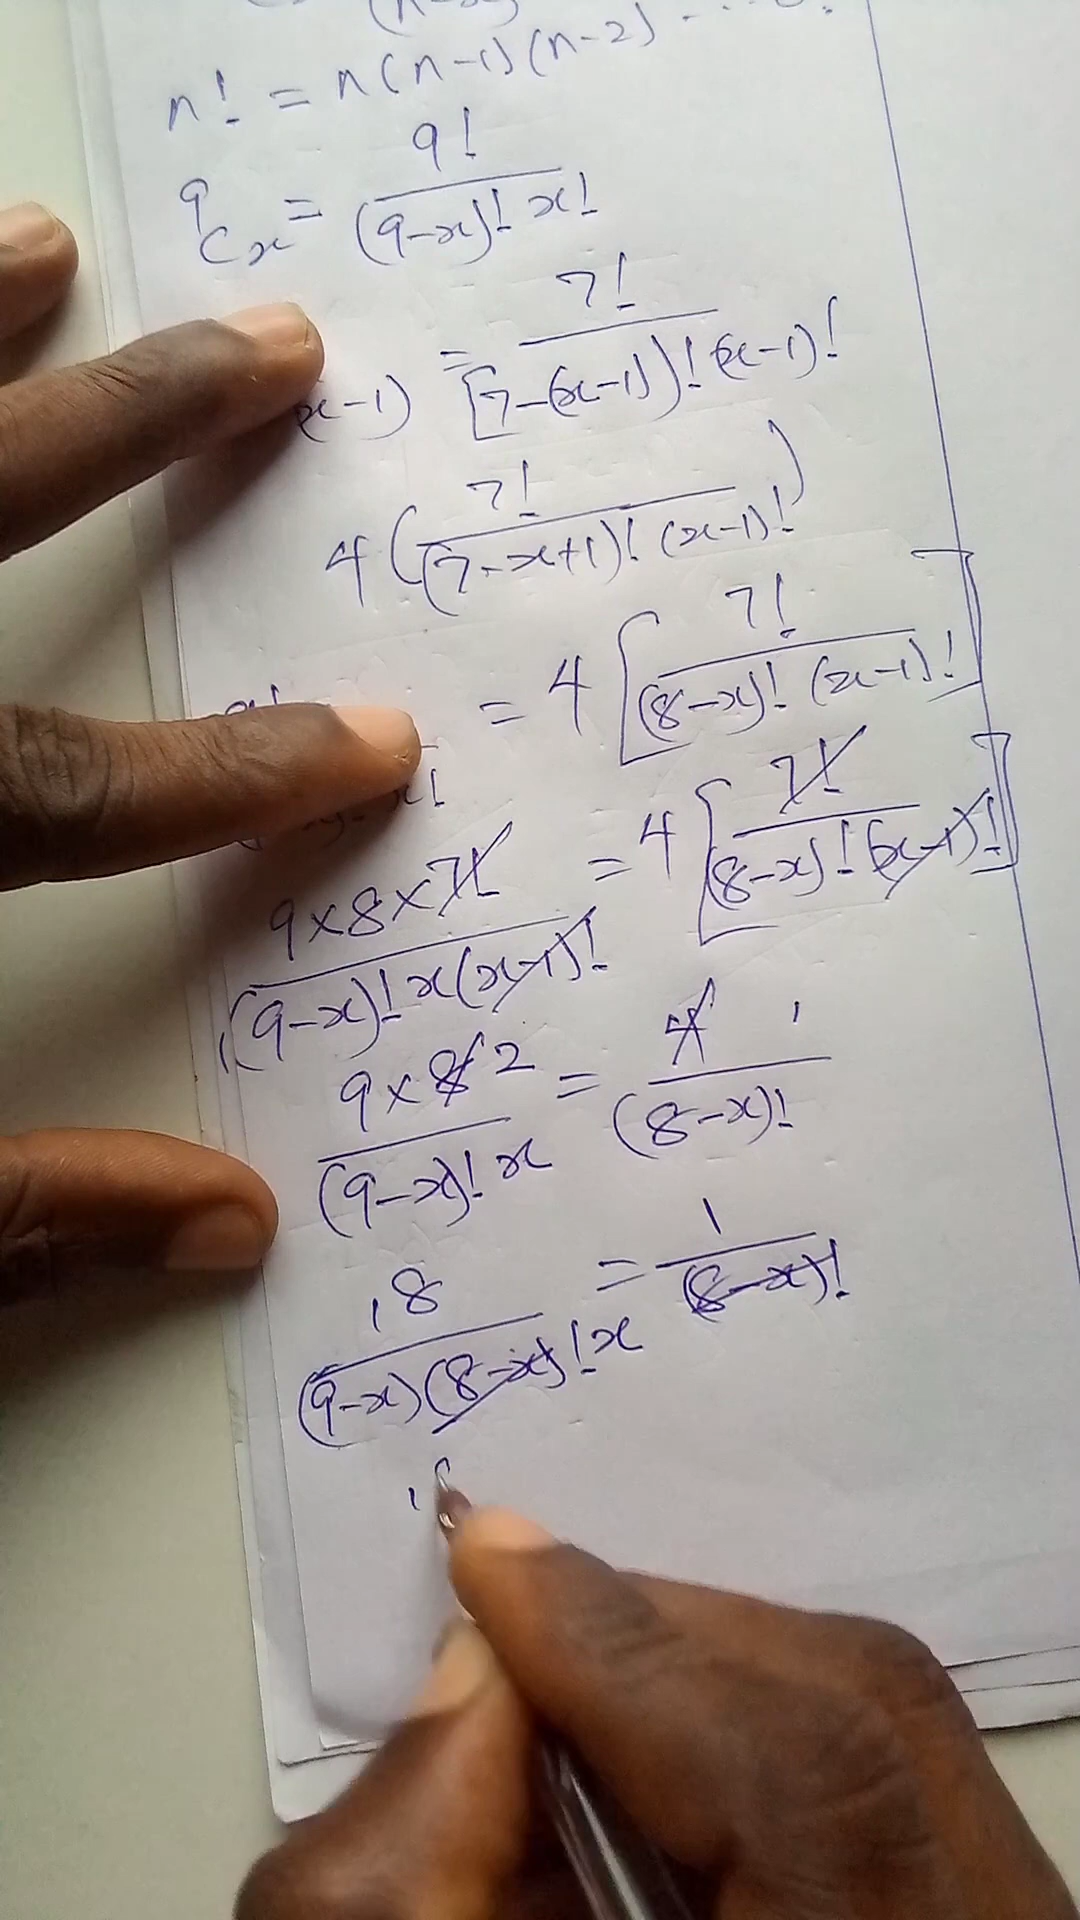 n! = n(n-1)(n-2) - ...
9Cx = 9! / (9-x)! x!
x-1) = 7! / [7-(x-1)]! (x-1)!
4 ( 7! / (7-x+1)! (x-1)! )
= 4 [ 7! / (8-x)! (x-1)! ]
9×8×7! / (9-x)! x(x-1)! = 4 [ 7! / (8-x)! (x-1)! ]
9×8 2 / (9-x)! x = 4 1 / (8-x)!
18 / (9-x)(8-x)! x = 1 / (8-x)!
1